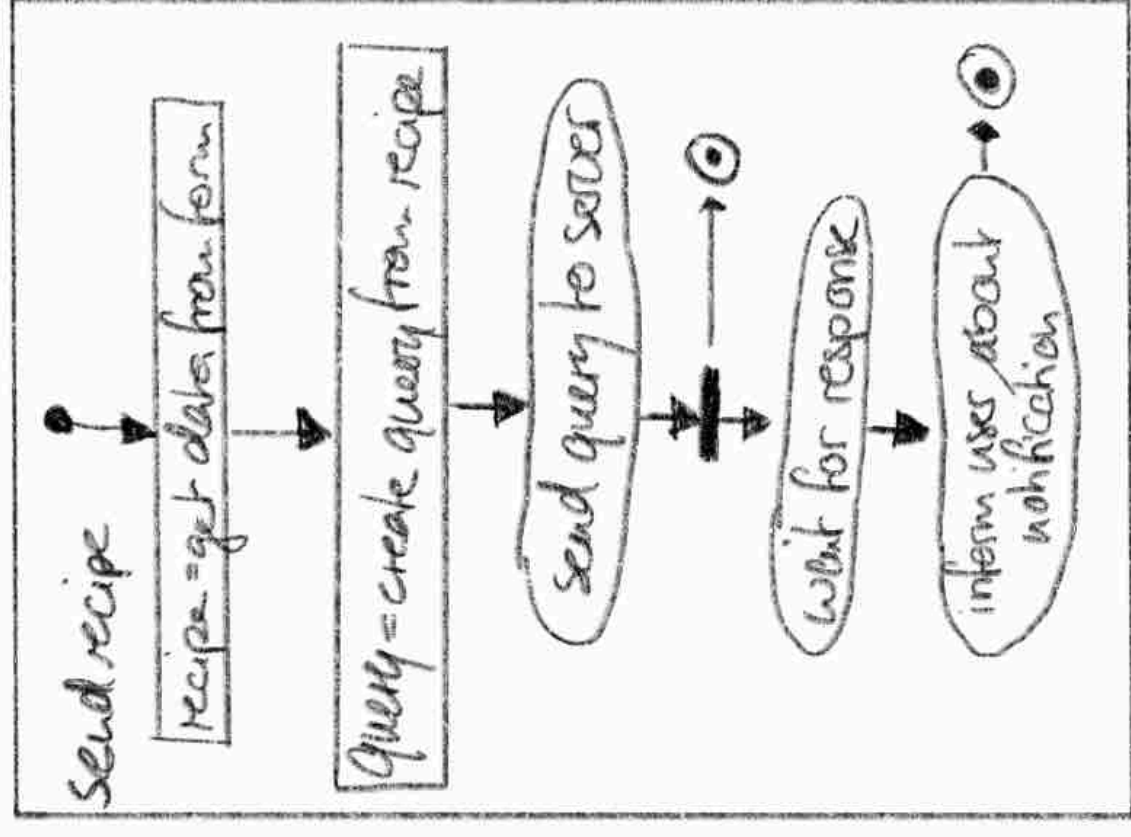 send recipe
recipe = get data from form
query = create query from recipe
send query to server
wait for response
inform user about
notification